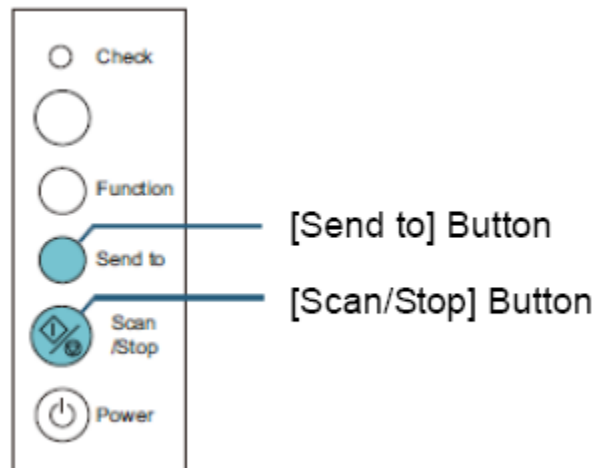 Check
Function
[Send to] Button
Send to
[Scan/Stop] Button
Scan
/Stop
Power